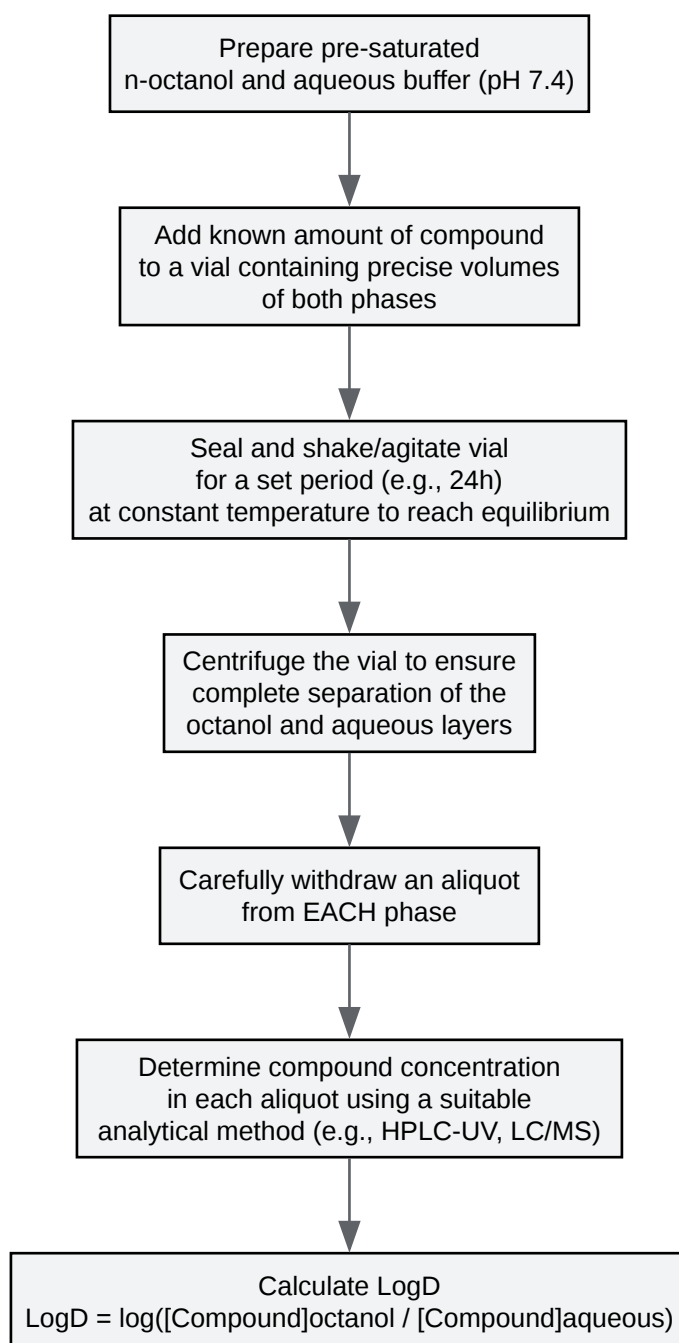 Prepare pre-saturated
n-octanol and aqueous buffer (pH 7.4)
Add known amount of compound
to a vial containing precise volumes
of both phases
Seal and shake/agitate vial
for a set period (e.g., 24h)
at constant temperature to reach equilibrium
Centrifuge the vial to ensure
complete separation of the
octanol and aqueous layers
Carefully withdraw an aliquot
from EACH phase
Determine compound concentration
in each aliquot using a suitable
analytical method (e.g., HPLC-UV, LC/MS)
Calculate LogD
LogD = log([Compound]octanol / [Compound]aqueous)